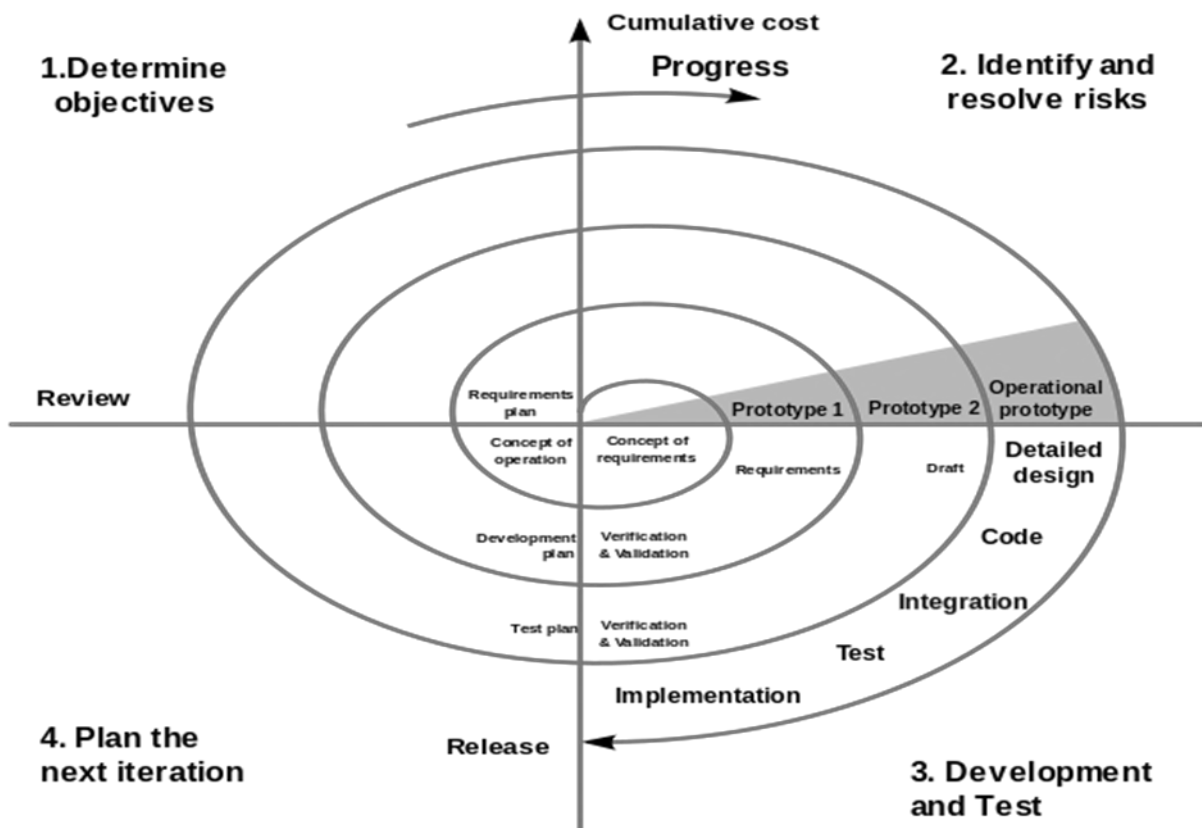 Cumulative cost
Progress
1.Determine
objectives
2. Identify and
resolve risks
Review
Requirements
plan
Prototype 1
Prototype 2
Operational
prototype
Concept of
operation
Concept of
requirements
Requirements
Draft
Detailed
design
Development
plan
Verification
& Validation
Code
Integration
Test plan
Verification
& Validation
Test
Implementation
Release
4. Plan the
next iteration
3. Development
and Test